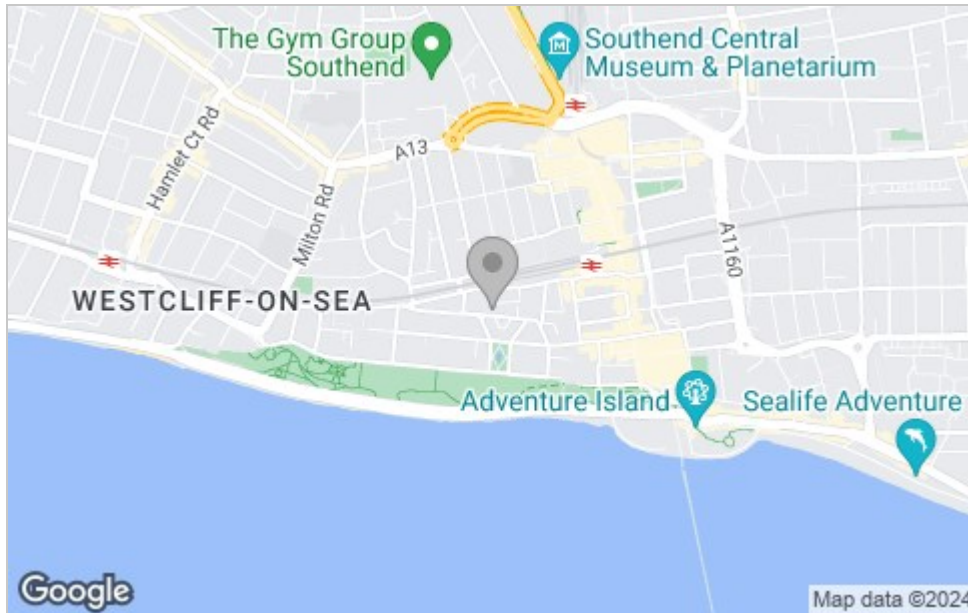 The Gym Group
Southend
Southend Central
Museum & Planetarium
A13
Hamlet Ct Rd
Milton Rd
A1160
WESTCLIFF-ON-SEA
Adventure Island
Sealife Adventure
Google
Map data ©2024